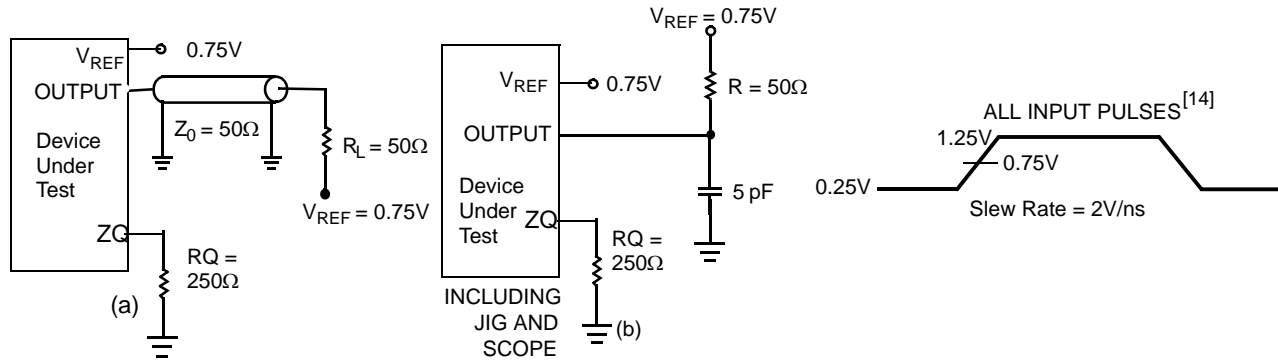 V_REF
0.75V
OUTPUT
Z_0 = 50Ω
Device
Under
Test
R_L = 50Ω
V_REF = 0.75V
ZQ
RQ =
250Ω
(a)
V_REF = 0.75V
R = 50Ω
V_REF
0.75V
OUTPUT
5 pF
Device
Under
Test
ZQ
RQ =
250Ω
INCLUDING
JIG AND
SCOPE
(b)
ALL INPUT PULSES[14]
1.25V
0.75V
0.25V
Slew Rate = 2V/ns